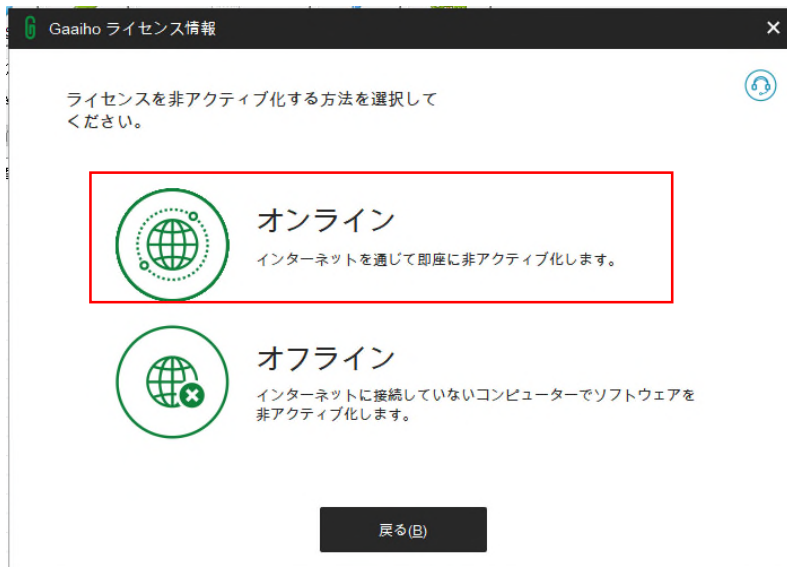 Gaaiho ライセンス情報
ライセンスを非アクティブ化する方法を選択して
ください。
オンライン
インターネットを通じて即座に非アクティブ化します。
オフライン
インターネットに接続していないコンピューターでソフトウェアを
非アクティブ化します。
戻る(B)